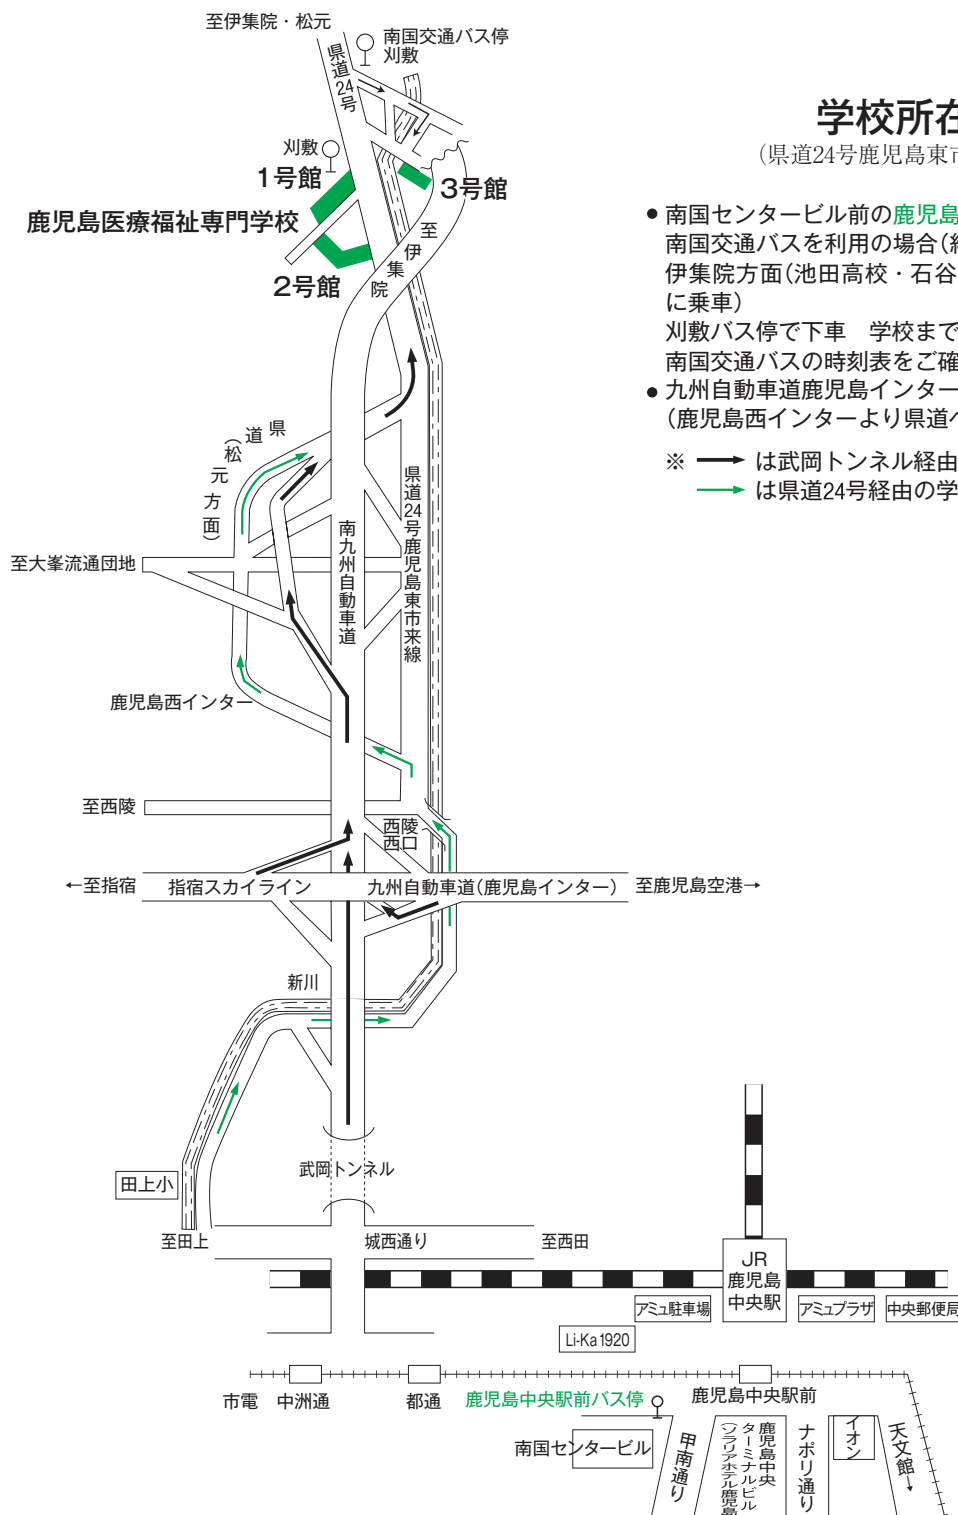 至伊集院・松元
南国交通バス停
刈敷
県道24号
学校所在
(県道24号鹿児島東市
刈敷
1号館
3号館
鹿児島医療福祉専門学校
2号館
至伊集院
● 南国センタービル前の鹿児島
南国交通バスを利用の場合(経
伊集院方面(池田高校・石谷
に乗車)
刈敷バス停で下車　学校まで
南国交通バスの時刻表をご確
● 九州自動車道鹿児島インター
(鹿児島西インターより県道へ
※ → は武岡トンネル経由
→ は県道24号経由の学
県道(松元方面)
県道24号鹿児島東市来線
南九州自動車道
至大峯流通団地
鹿児島西インター
至西陵
西陵
西口
←至指宿
指宿スカイライン
九州自動車道(鹿児島インター)
至鹿児島空港→
新川
武岡トンネル
田上小
至田上
城西通り
至西田
JR
鹿児島
中央駅
アミュ駐車場
アミュプラザ
中央郵便局
Li-Ka1920
市電
中洲通
都通
鹿児島中央駅前バス停
鹿児島中央駅前
南国センタービル
甲南通り
鹿児島中央
ターミナルビル
(ソラリアホテル鹿児島
ナポリ通り
イオン
天文館→